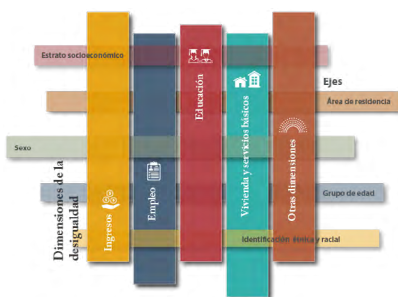 Estrato socioeconómico
Ejes
Área de residencia
Sexo
Grupo de edad
Identificación étnica y racial
Dimensiones de la
desigualdad
Ingresos
Empleo
Educación
Vivienda y servicios básicos
Otras dimensiones